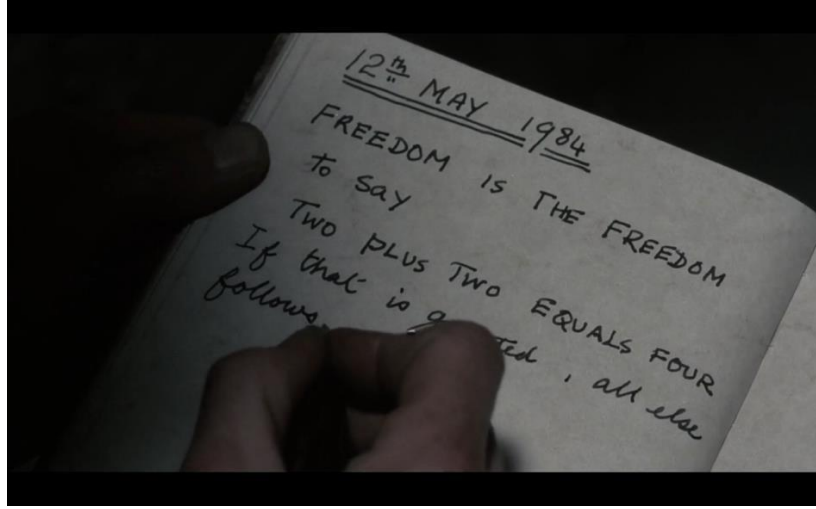 12th MAY 1984
FREEDOM IS THE FREEDOM
to say
TWO PLUS TWO EQUALS FOUR
If that is , all else
follows